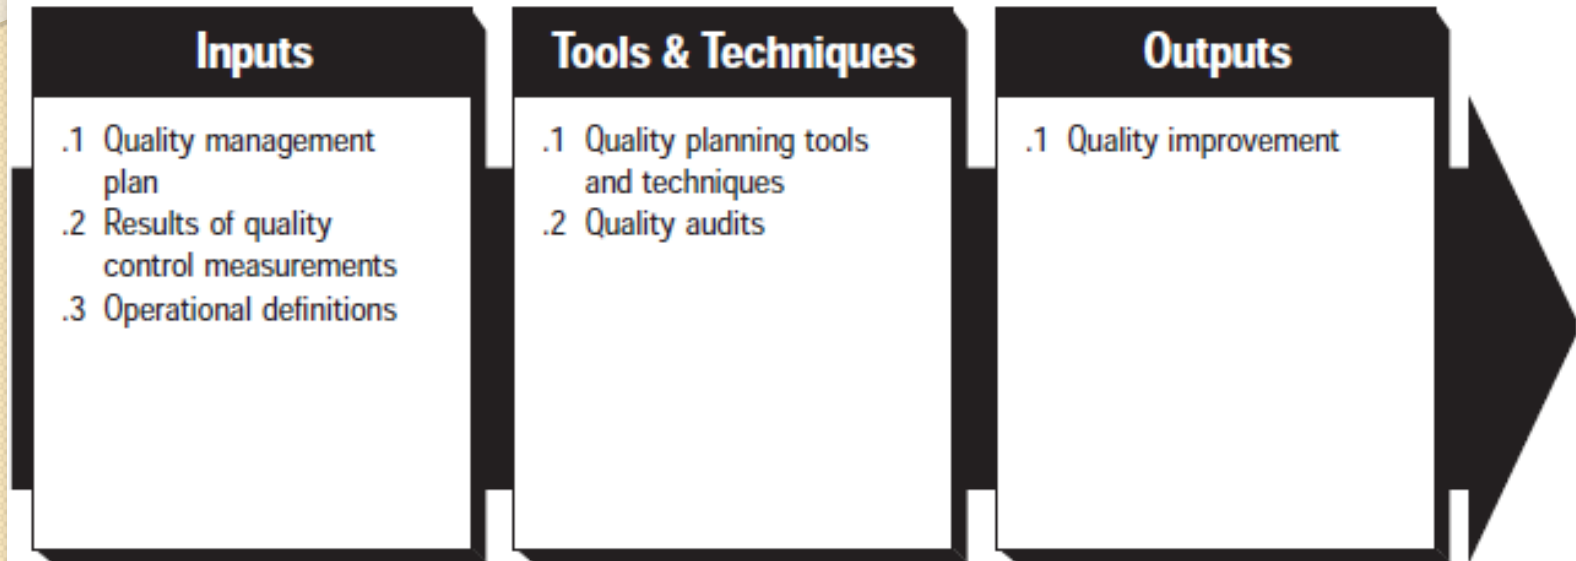 Inputs
.1 Quality management
plan
.2 Results of quality
control measurements
.3 Operational definitions
Tools & Techniques
.1 Quality planning tools
and techniques
.2 Quality audits
Outputs
.1 Quality improvement